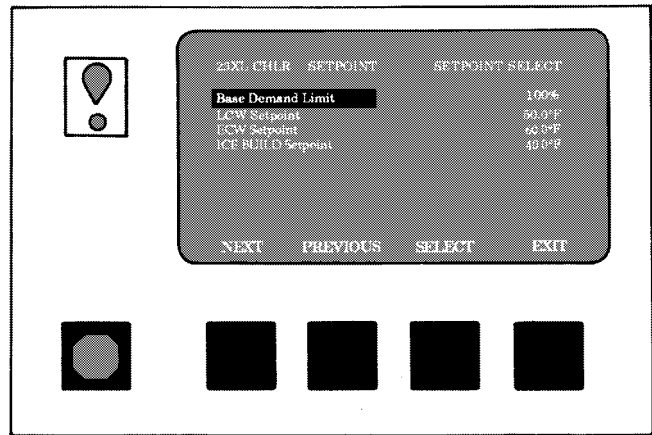 23XL CHLR SETPOINT SETPOINT SELECT
Base Demand Limit 100%
LCW Setpoint 50.0°F
ECW Setpoint 60.0°F
ICE BUILD Setpoint 40.0°F
NEXT PREVIOUS SELECT EXIT